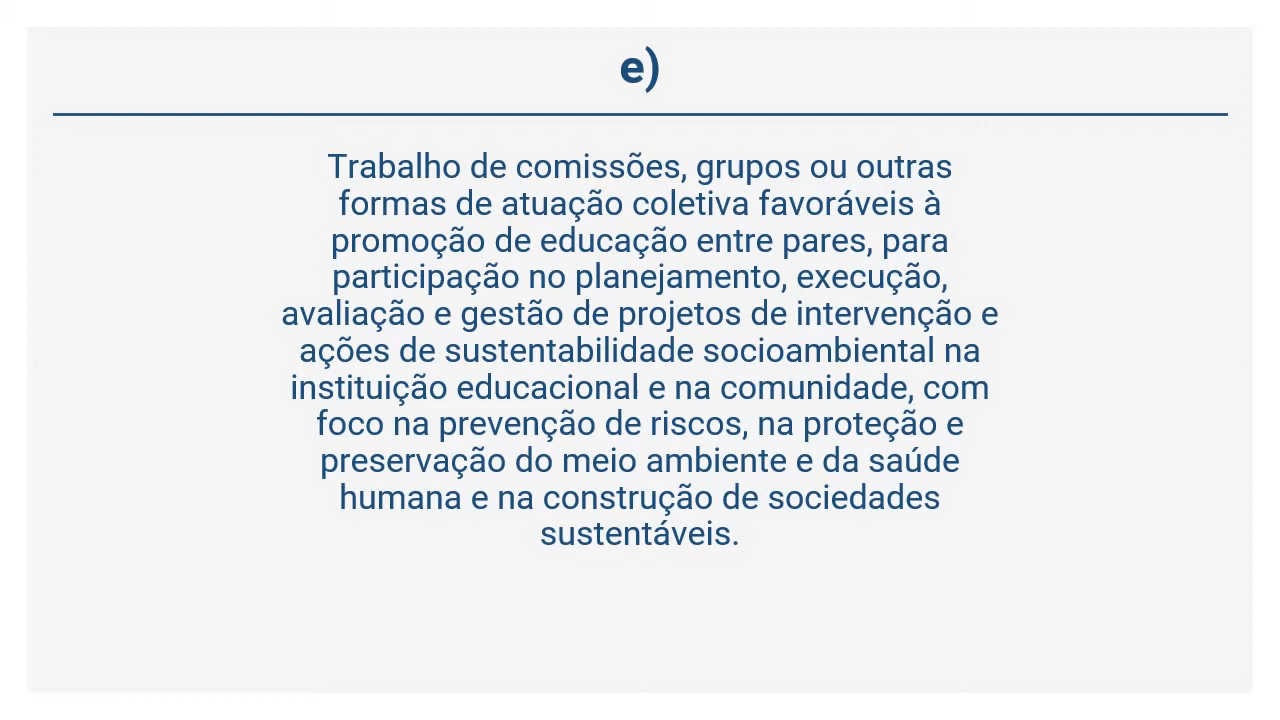 e)
Trabalho de comissões, grupos ou outras
formas de atuação coletiva favoráveis à
promoção de educação entre pares, para
participação no planejamento, execução,
avaliação e gestão de projetos de intervenção e
ações de sustentabilidade socioambiental na
instituição educacional e na comunidade, com
foco na prevenção de riscos, na proteção e
preservação do meio ambiente e da saúde
humana e na construção de sociedades
sustentáveis.